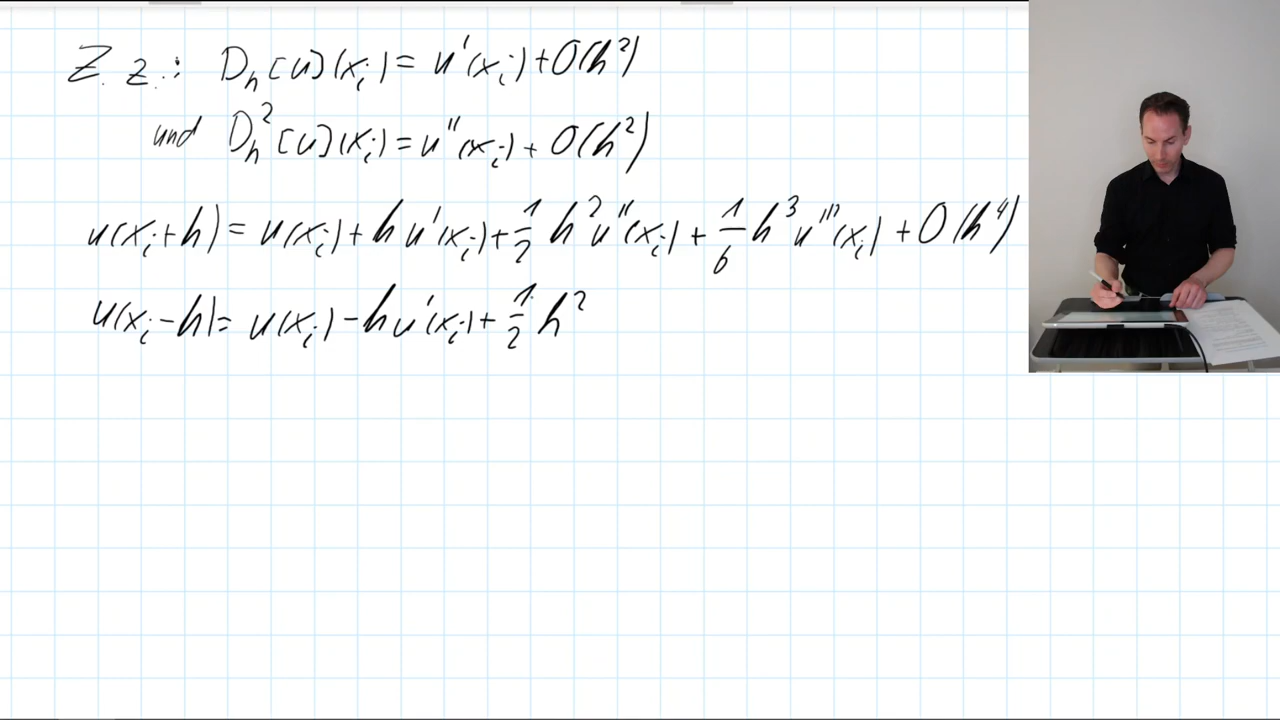 Z. z.: D_h[u](x_i) = u'(x_i) + O(h²)
und D_h²[u](x_i) = u''(x_i) + O(h²)
u(x_i+h) = u(x_i) + h u'(x_i) + 1/2 h² u''(x_i) + 1/6 h³ u'''(x_i) + O(h⁴)
u(x_i-h) = u(x_i) - h u'(x_i) + 1/2 h²